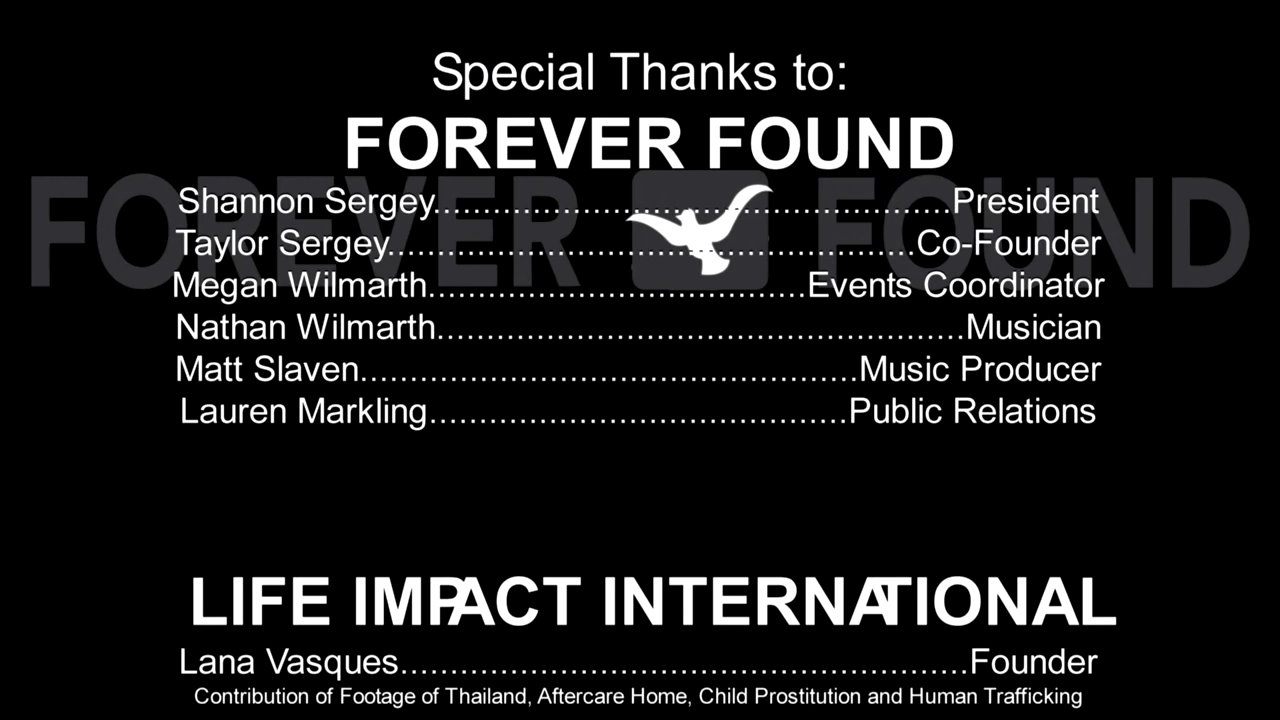 Special Thanks to:
FOREVER FOUND
FOREVER FOUND
Shannon Sergey....................................................President
Taylor Sergey.....................................................Co-Founder
Megan Wilmarth......................................Events Coordinator
Nathan Wilmarth.....................................................Musician
Matt Slaven..................................................Music Producer
Lauren Markling..........................................Public Relations
LIFE IMPACT INTERNATIONAL
Lana Vasques.........................................................Founder
Contribution of Footage of Thailand, Aftercare Home, Child Prostitution and Human Trafficking